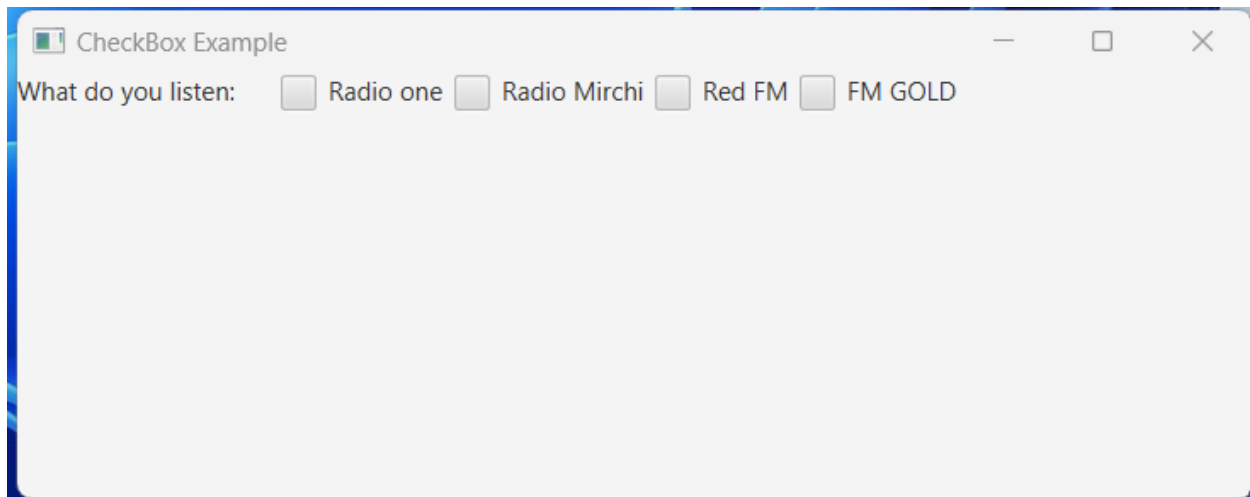 CheckBox Example
What do you listen: Radio one Radio Mirchi Red FM FM GOLD